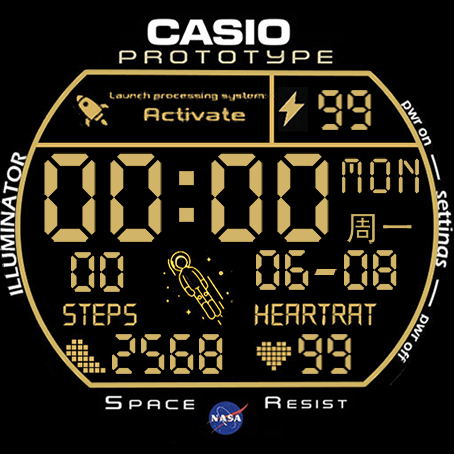 CASIO
PROTOTYPE
Launch processing system:
Activate
99
pwr on
ILLUMINATOR
00:00
MON
周一
settings
00
06-08
STEPS
HEARTRAT
pwr off
2568
99
SPACE
NASA
RESIST